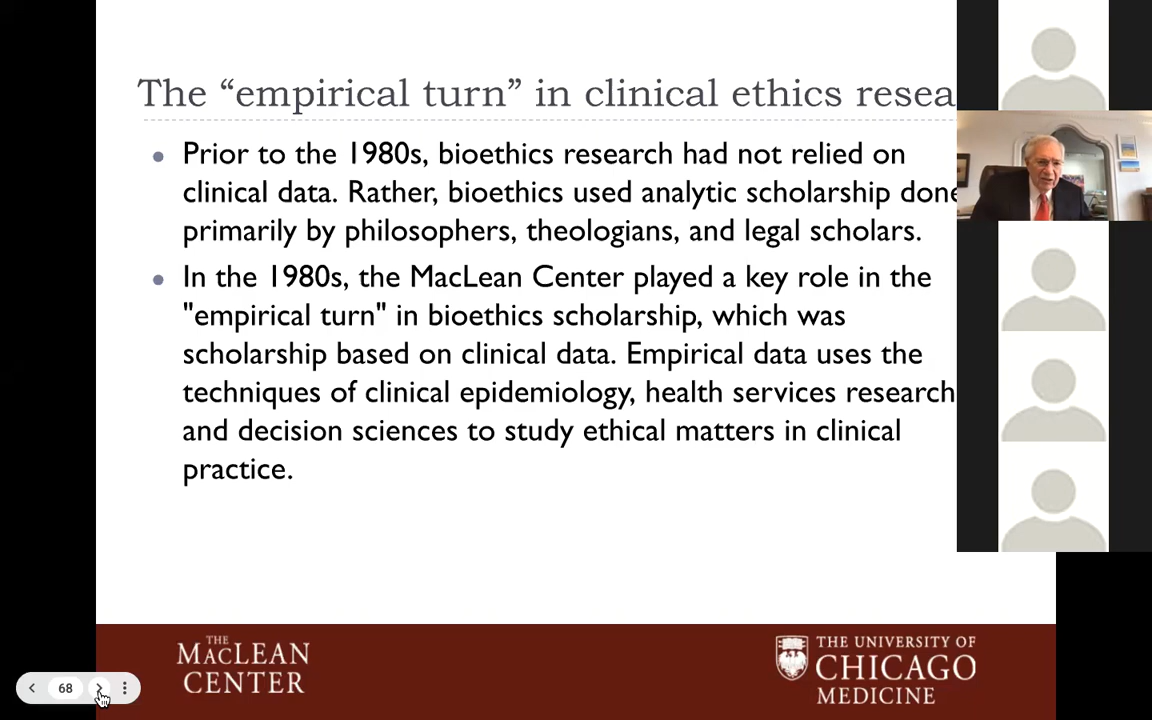 The “empirical turn” in clinical ethics resea
Prior to the 1980s, bioethics research had not relied on
clinical data. Rather, bioethics used analytic scholarship done
primarily by philosophers, theologians, and legal scholars.
In the 1980s, the MacLean Center played a key role in the
"empirical turn" in bioethics scholarship, which was
scholarship based on clinical data. Empirical data uses the
techniques of clinical epidemiology, health services research
and decision sciences to study ethical matters in clinical
practice.
THE
MACLEAN
CENTER
THE UNIVERSITY OF
CHICAGO
MEDICINE
68